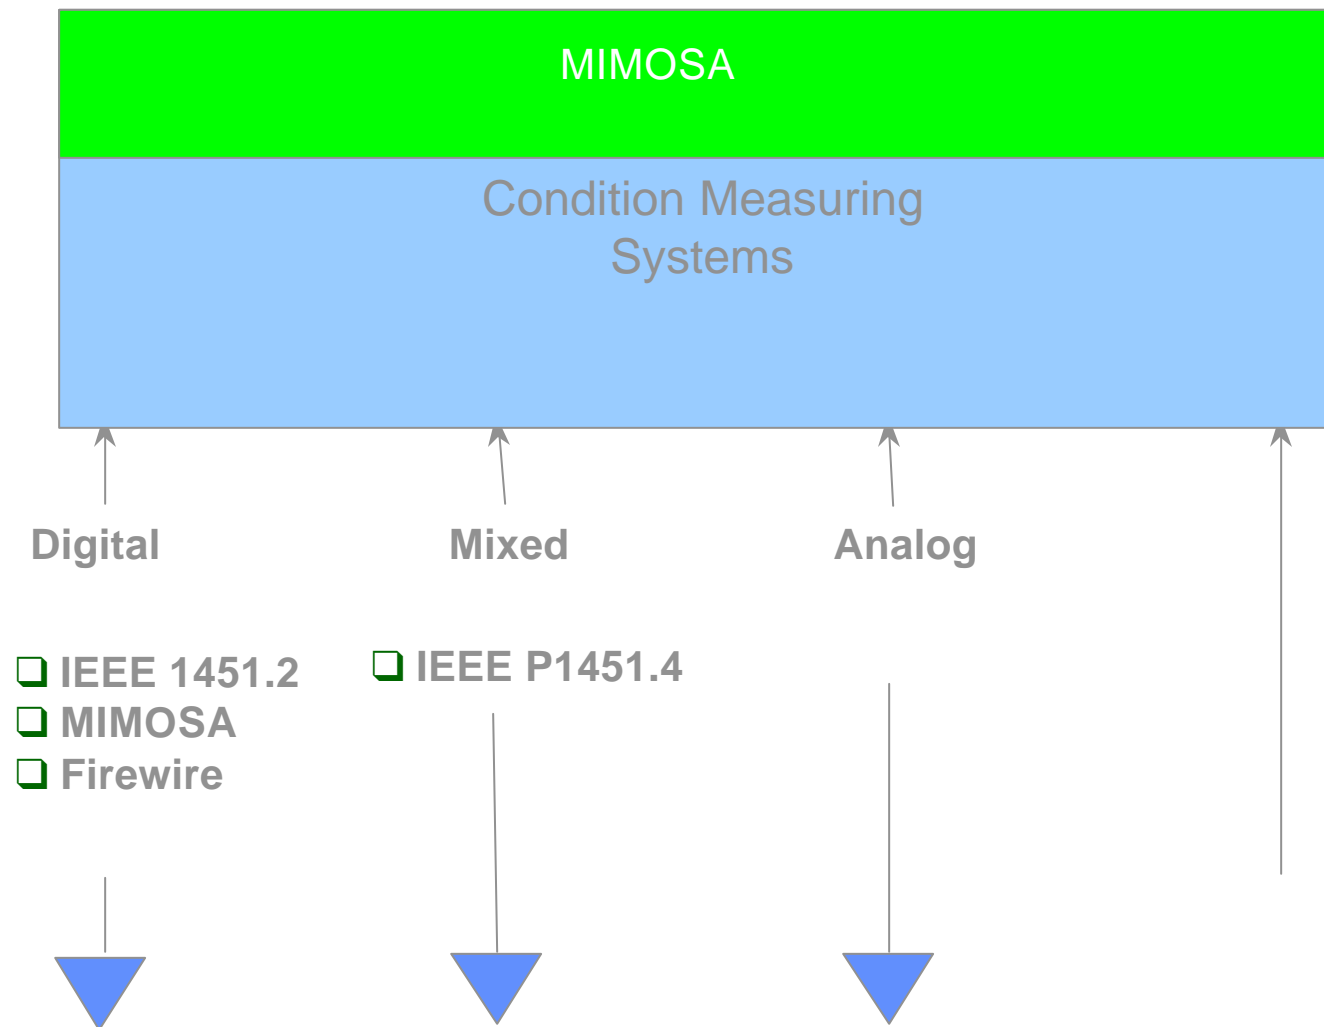 MIMOSA
Condition Measuring
Systems
Digital
Mixed
Analog
IEEE 1451.2
MIMOSA
Firewire
IEEE P1451.4